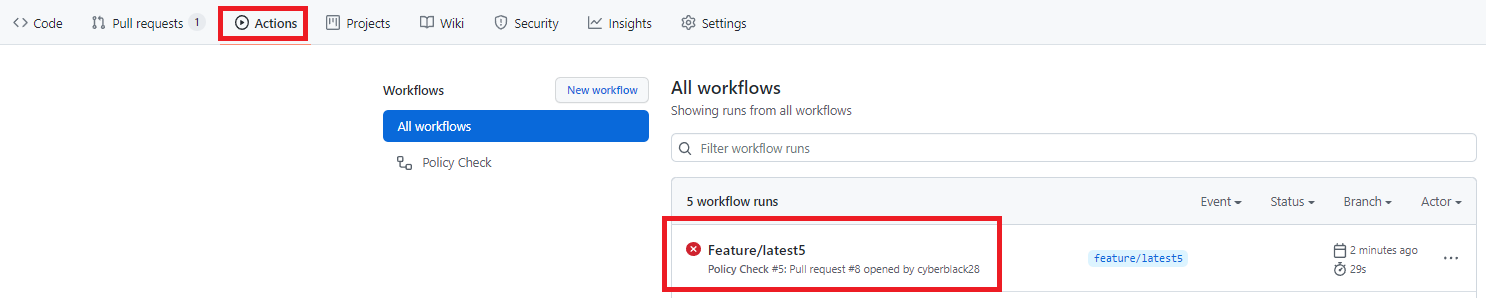 Code Pull requests 1 Actions Projects Wiki Security Insights Settings
Workflows New workflow
All workflows
Policy Check
All workflows
Showing runs from all workflows
Filter workflow runs
5 workflow runs Event Status Branch Actor
Feature/latest5
Policy Check #5: Pull request #8 opened by cyberblack28
feature/latest5
2 minutes ago
29s